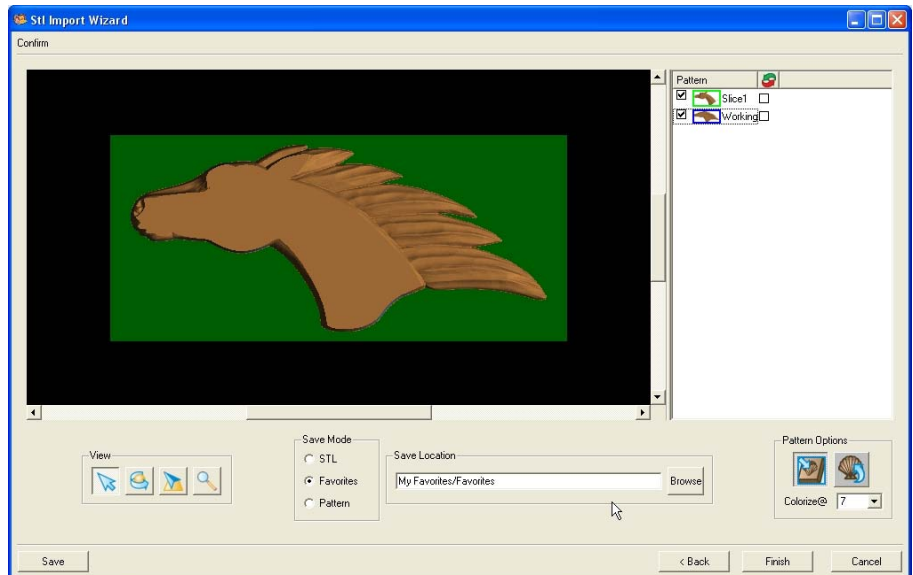 Stl Import Wizard
Confirm
Pattern
Slice1
Working
View
Save Mode
STL
Favorites
Pattern
Save Location
My Favorites/Favorites
Browse
Pattern Options
Colorize@ 7
Save
< Back
Finish
Cancel